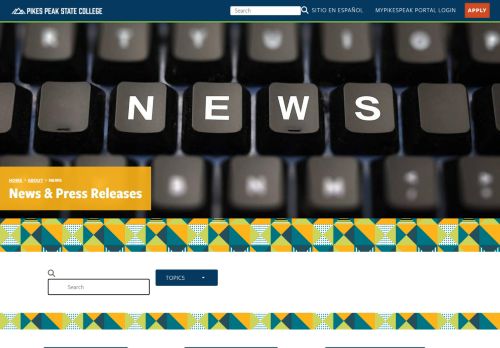 PIKES PEAK STATE COLLEGE
Search
SITIO EN ESPAÑOL
MYPIKESPEAK PORTAL LOGIN
APPLY
N E W S
HOME > ABOUT > NEWS
News & Press Releases
Search
TOPICS